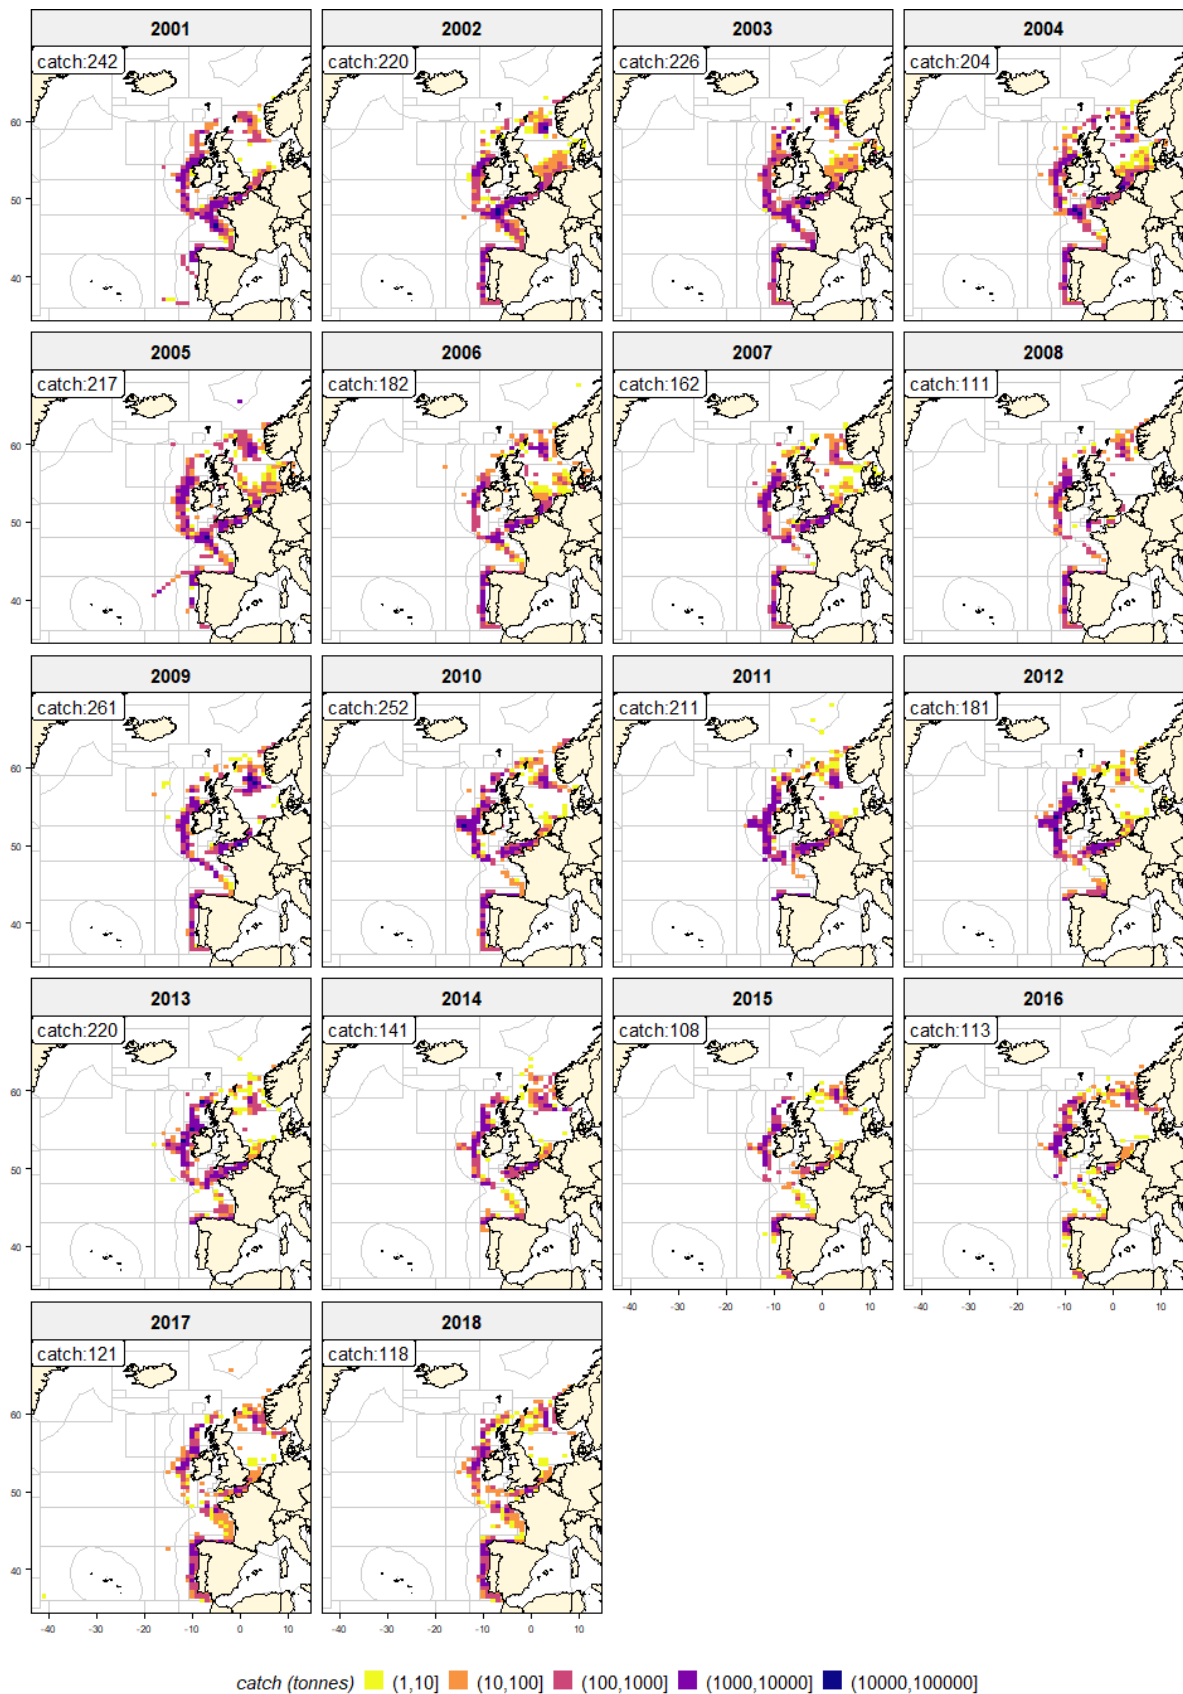 2001 2002 2003 2004
catch:242 catch:220 catch:226 catch:204
60
50
40
2005 2006 2007 2008
catch:217 catch:182 catch:162 catch:111
60
50
40
2009 2010 2011 2012
catch:261 catch:252 catch:211 catch:181
60
50
40
2013 2014 2015 2016
catch:220 catch:141 catch:108 catch:113
60
50
40
-40 -30 -20 -10 0 10 -40 -30 -20 -10 0 10
2017 2018
catch:121 catch:118
60
50
40
-40 -30 -20 -10 0 10 -40 -30 -20 -10 0 10
catch (tonnes) (1,10] (10,100] (100,1000] (1000,10000] (10000,100000]